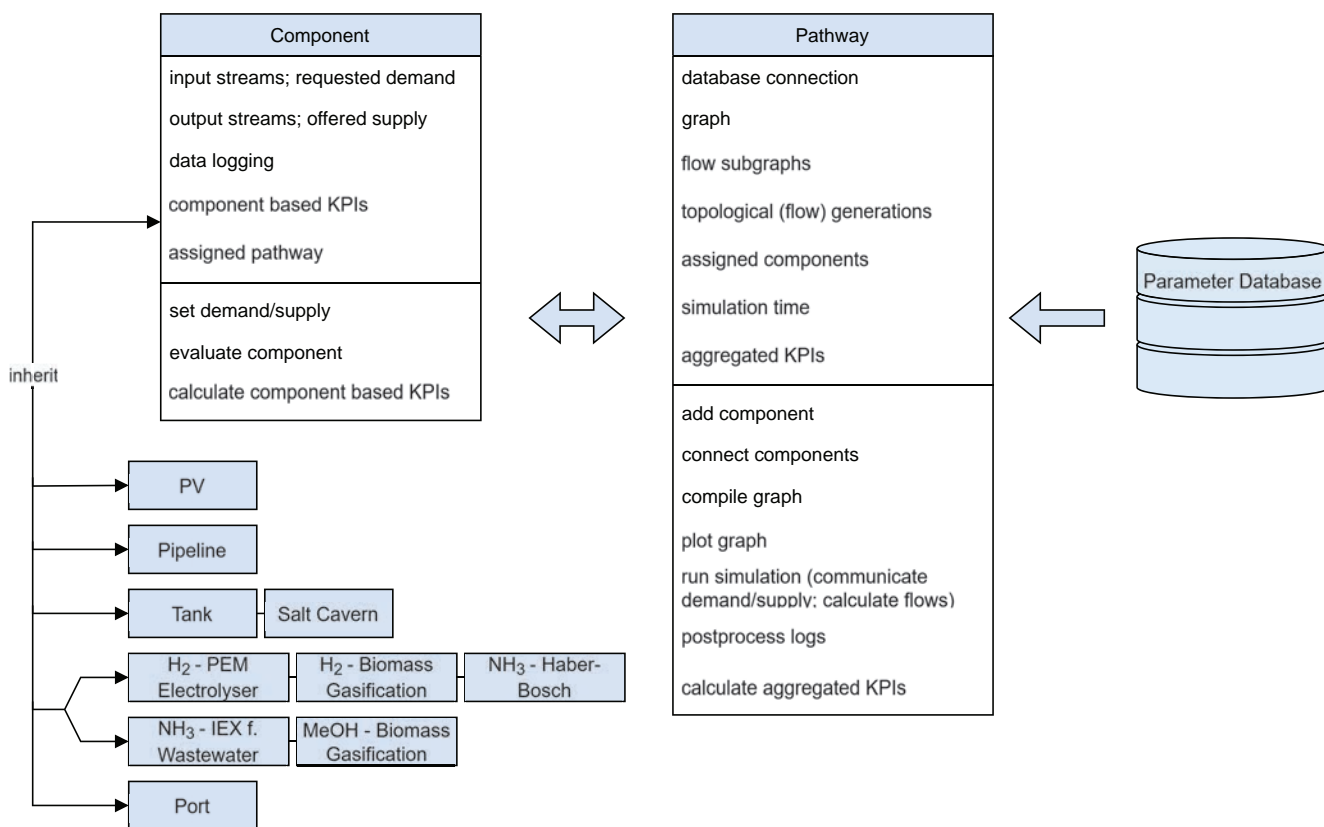 Component
input streams; requested demand
output streams; offered supply
data logging
component based KPIs
assigned pathway
set demand/supply
evaluate component
calculate component based KPIs
Pathway
database connection
graph
flow subgraphs
topological (flow) generations
assigned components
simulation time
aggregated KPIs
add component
connect components
compile graph
plot graph
run simulation (communicate
demand/supply; calculate flows)
postprocess logs
calculate aggregated KPIs
Parameter Database
inherit
PV
Pipeline
Tank
Salt Cavern
H₂ - PEM
Electrolyser
H₂ - Biomass
Gasification
NH₃ - Haber-
Bosch
NH₃ - IEX f.
Wastewater
MeOH - Biomass
Gasification
Port